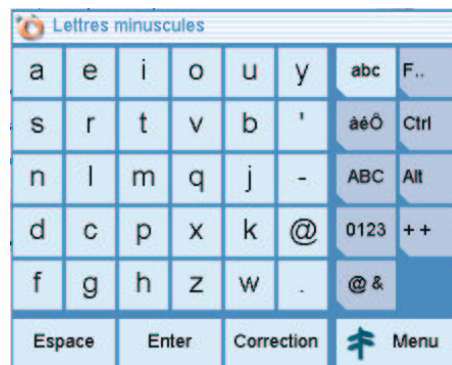 Lettres minuscules
a e i o u y abc F..
s r t v b ' àéÔ Ctrl
n l m q j - ABC Alt
d c p x k @ 0123 ++
f g h z w . @ &
Espace Enter Correction Menu